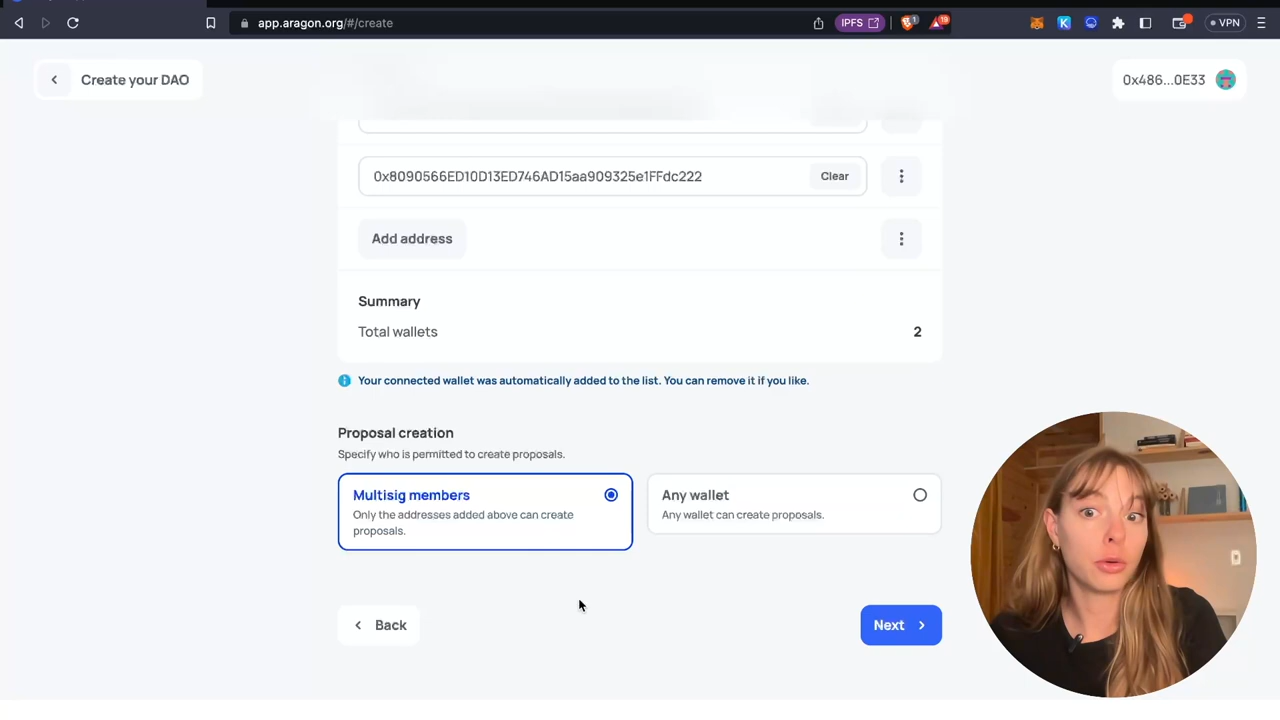 app.aragon.org/#/create
IPFS
1
19
VPN
Create your DAO
0x486...0E33
0x8090566ED10D13ED746AD15aa909325e1FFdc222
Clear
Add address
Summary
Total wallets
2
Your connected wallet was automatically added to the list. You can remove it if you like.
Proposal creation
Specify who is permitted to create proposals.
Multisig members
Only the addresses added above can create
proposals.
Any wallet
Any wallet can create proposals.
Back
Next